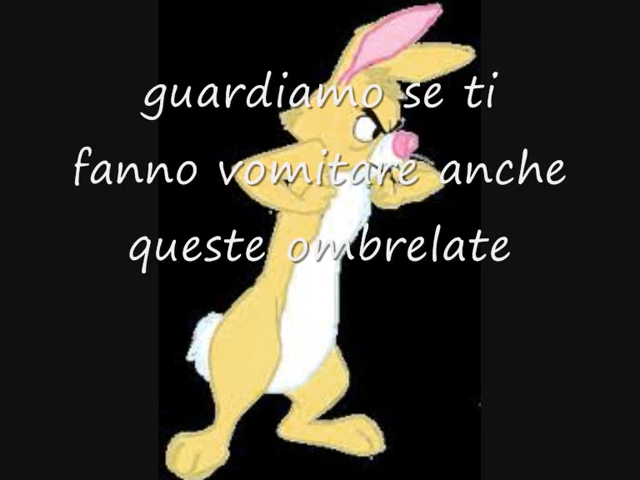 guardiamo se ti
fanno vomitare anche
queste ombrelate